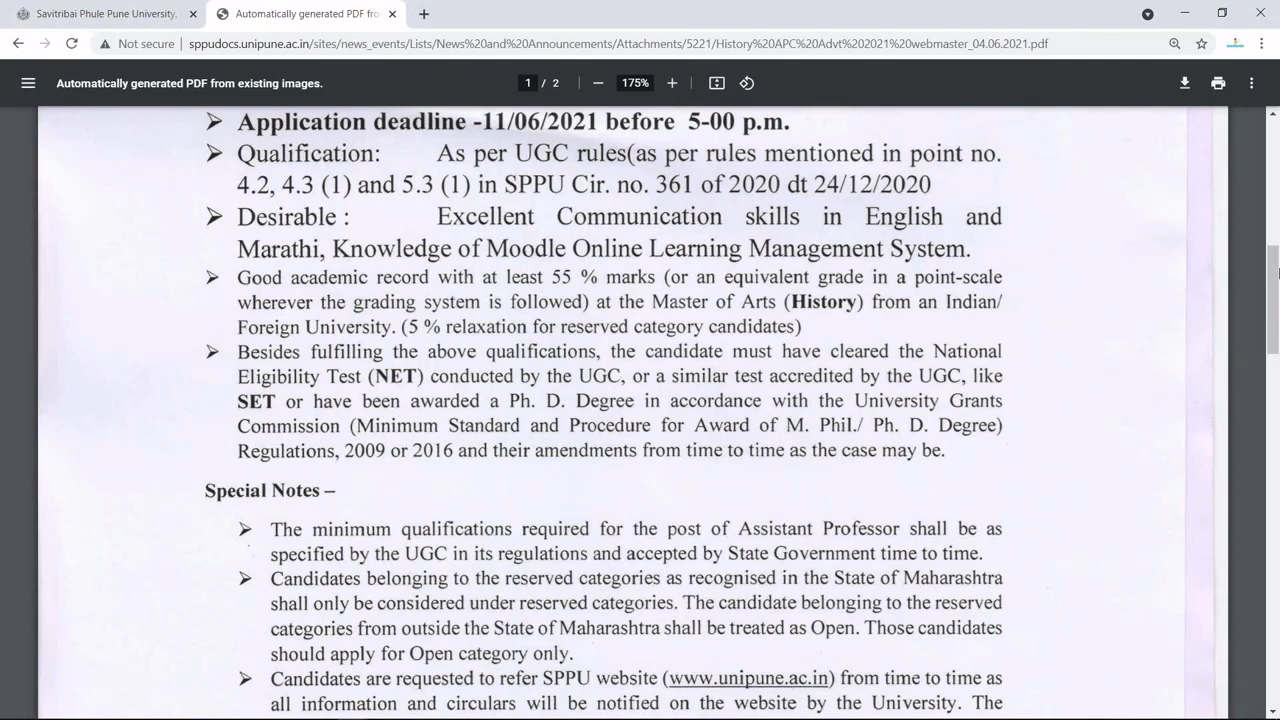 Savitribai Phule Pune University,
Automatically generated PDF fro
Not secure
sppudocs.unipune.ac.in/sites/news_events/Lists/News%20and%20Announcements/Attachments/5221/History%20APC%20Advt%202021%20webmaster_04.06.2021.pdf
Automatically generated PDF from existing images.
1 / 2
175%
➢ Application deadline -11/06/2021 before 5-00 p.m.
➢ Qualification: As per UGC rules(as per rules mentioned in point no.
4.2, 4.3 (1) and 5.3 (1) in SPPU Cir. no. 361 of 2020 dt 24/12/2020
➢ Desirable : Excellent Communication skills in English and
Marathi, Knowledge of Moodle Online Learning Management System.
➢ Good academic record with at least 55 % marks (or an equivalent grade in a point-scale
wherever the grading system is followed) at the Master of Arts (History) from an Indian/
Foreign University. (5 % relaxation for reserved category candidates)
➢ Besides fulfilling the above qualifications, the candidate must have cleared the National
Eligibility Test (NET) conducted by the UGC, or a similar test accredited by the UGC, like
SET or have been awarded a Ph. D. Degree in accordance with the University Grants
Commission (Minimum Standard and Procedure for Award of M. Phil./ Ph. D. Degree)
Regulations, 2009 or 2016 and their amendments from time to time as the case may be.
Special Notes –
➢ The minimum qualifications required for the post of Assistant Professor shall be as
specified by the UGC in its regulations and accepted by State Government time to time.
➢ Candidates belonging to the reserved categories as recognised in the State of Maharashtra
shall only be considered under reserved categories. The candidate belonging to the reserved
categories from outside the State of Maharashtra shall be treated as Open. Those candidates
should apply for Open category only.
➢ Candidates are requested to refer SPPU website (www.unipune.ac.in) from time to time as
all information and circulars will be notified on the website by the University. The